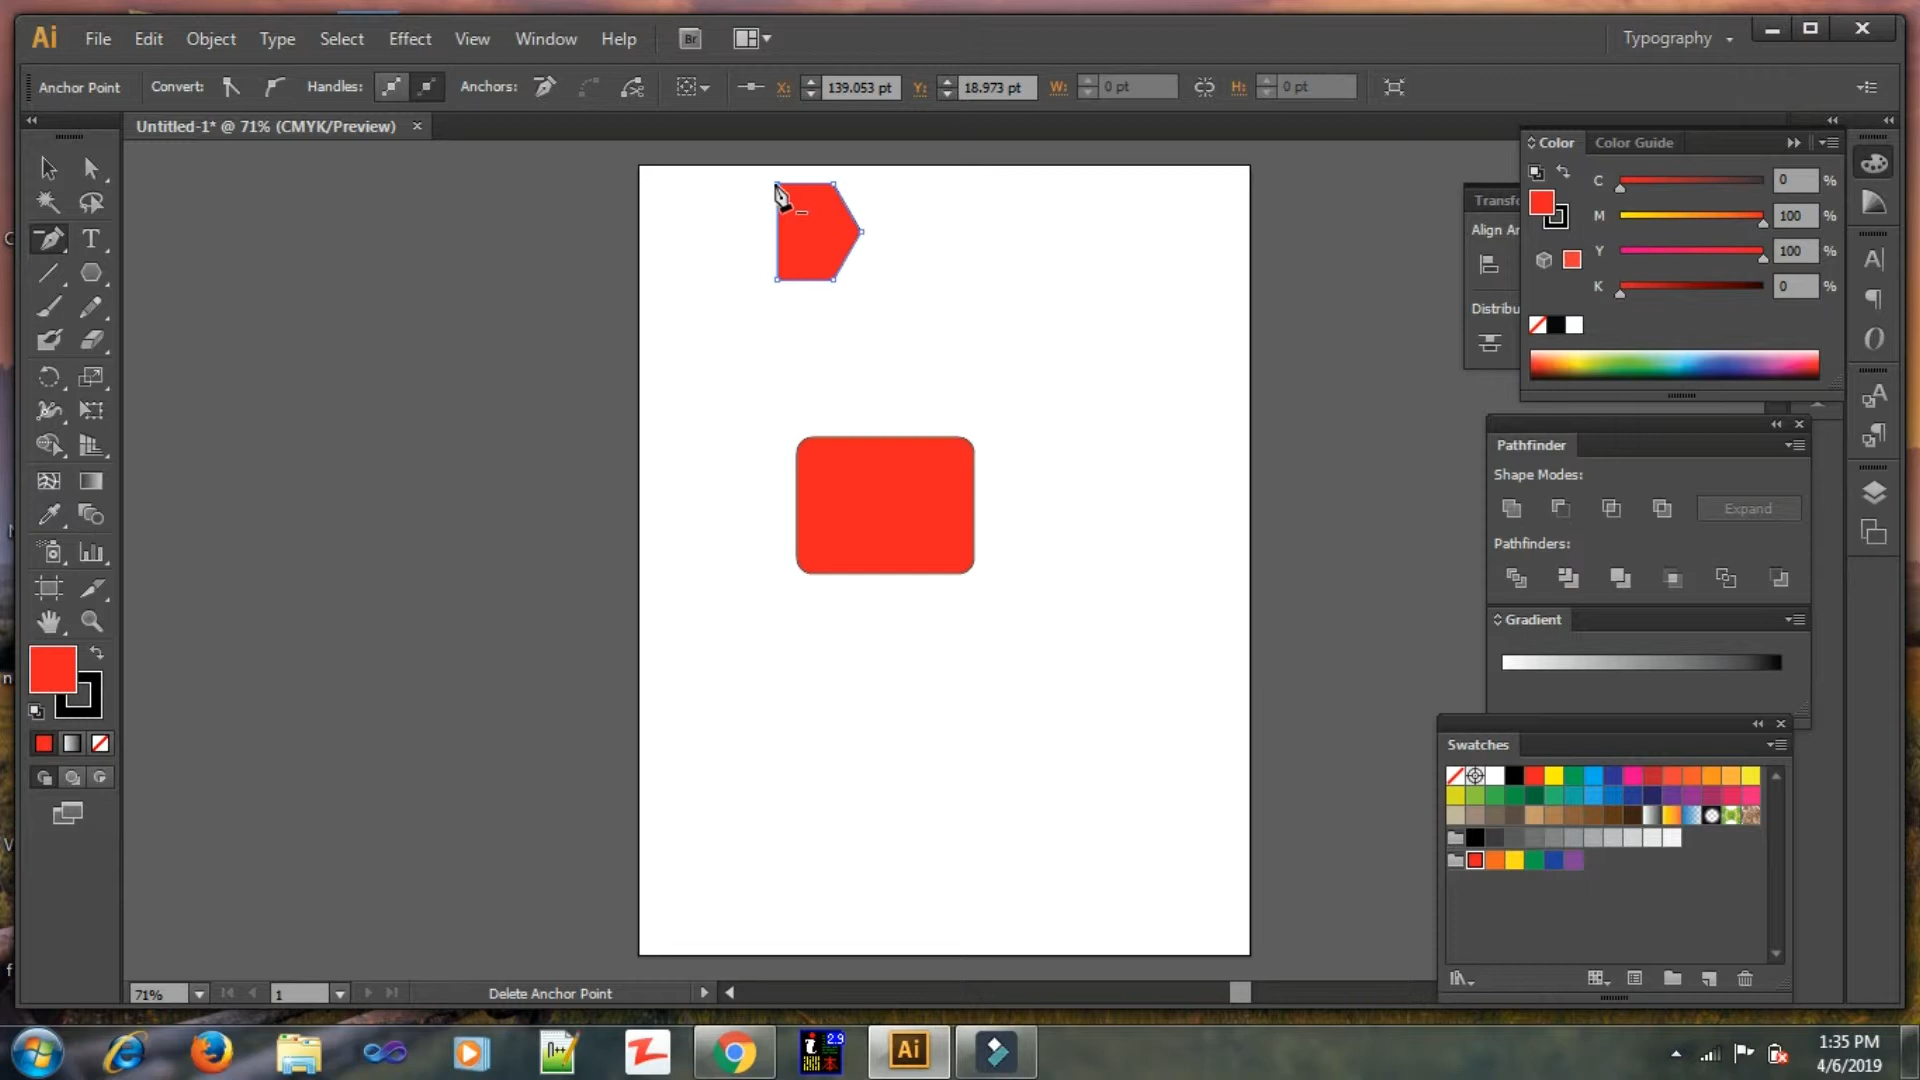 Ai File Edit Object Type Select Effect View Window Help Br Typography
Anchor Point Convert: Handles: Anchors: X: 139.053 pt Y: 18.973 pt W: 0 pt H: 0 pt
Untitled-1* @ 71% (CMYK/Preview)
Color Color Guide
C 0 %
M 100 %
Y 100 %
K 0 %
Transfo
Align An
Distribu
Pathfinder
Shape Modes:
Expand
Pathfinders:
Gradient
Swatches
71% 1 Delete Anchor Point
1:35 PM
4/6/2019